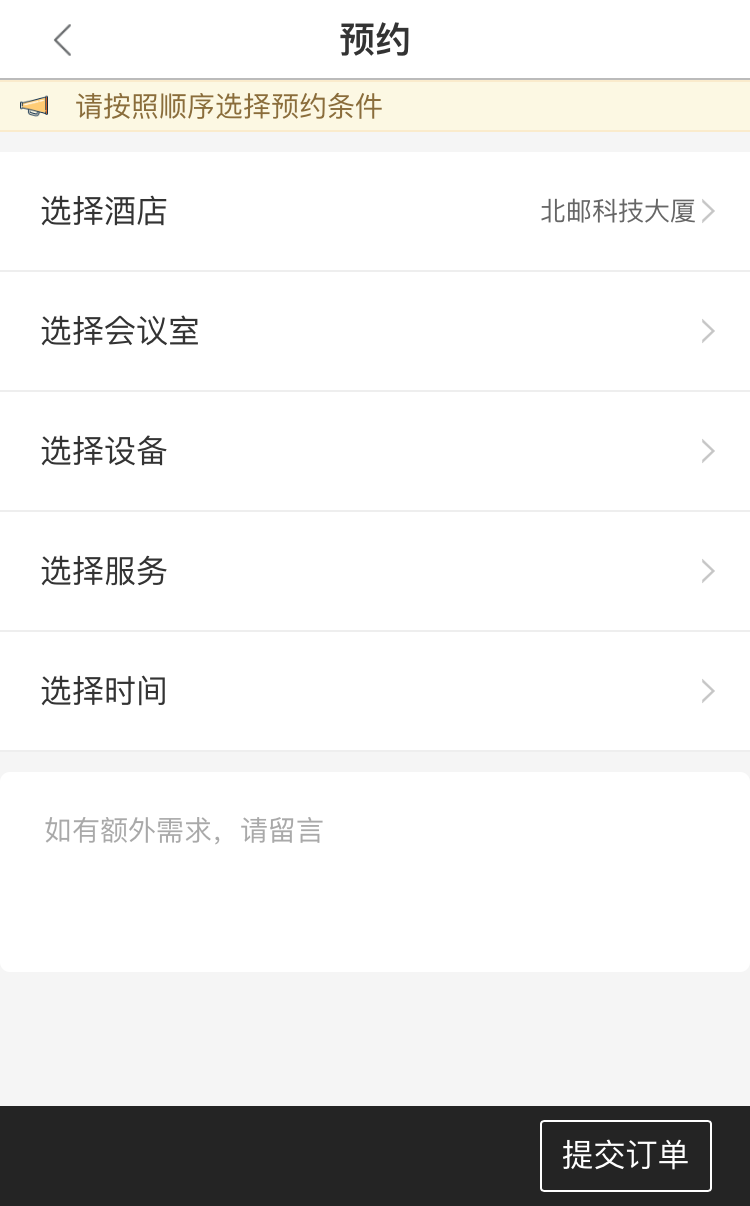 预约
请按照顺序选择预约条件
选择酒店 北邮科技大厦
选择会议室
选择设备
选择服务
选择时间
如有额外需求，请留言
提交订单